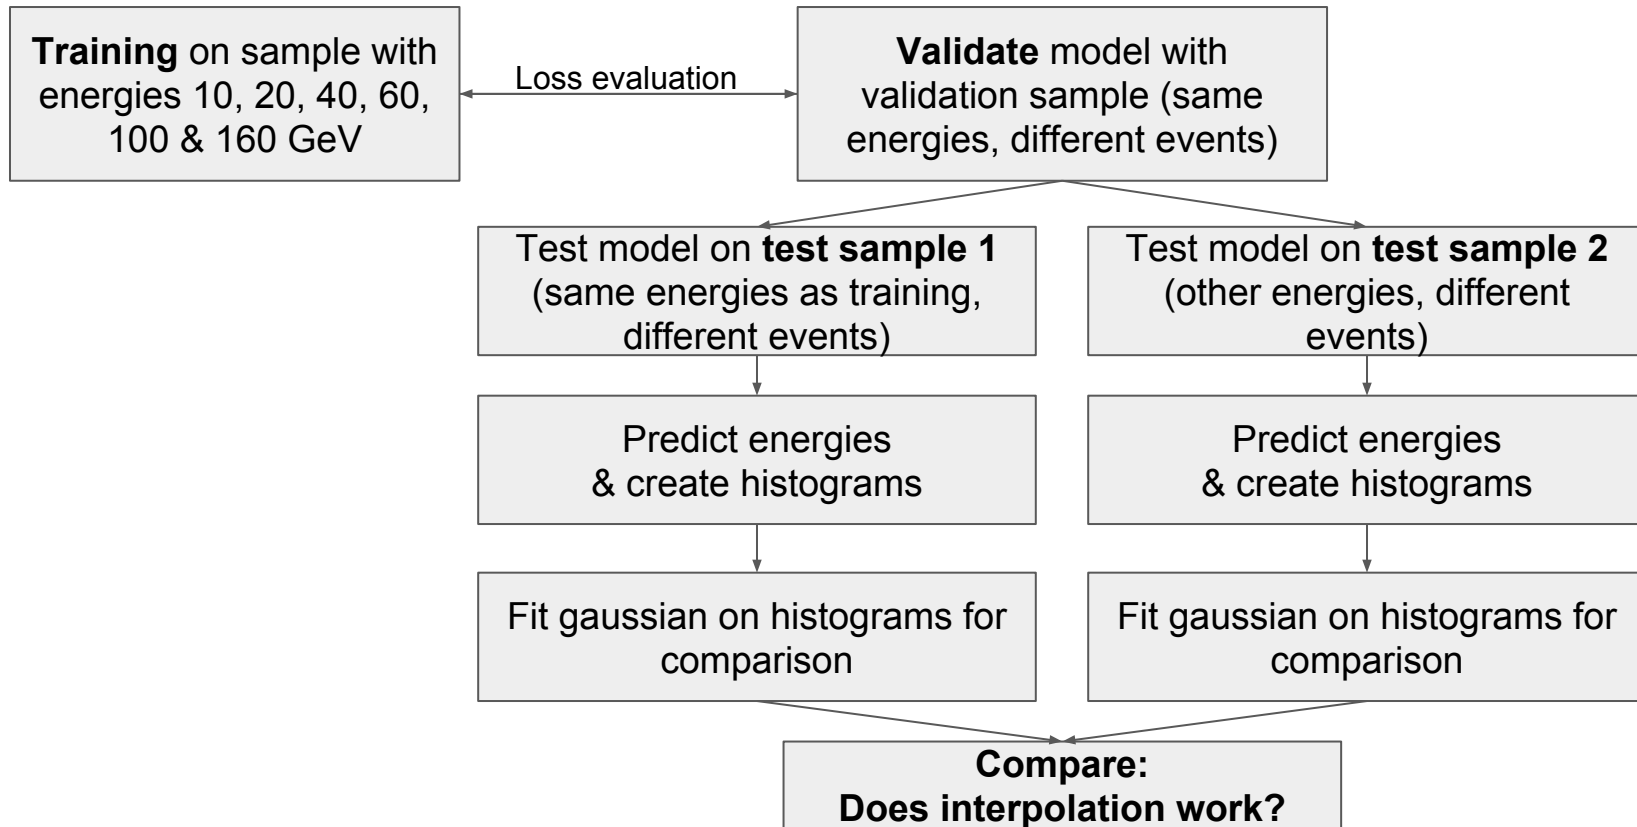 Training on sample with
energies 10, 20, 40, 60,
100 & 160 GeV
Loss evaluation
Validate model with
validation sample (same
energies, different events)
Test model on test sample 1
(same energies as training,
different events)
Test model on test sample 2
(other energies, different
events)
Predict energies
& create histograms
Predict energies
& create histograms
Fit gaussian on histograms for
comparison
Fit gaussian on histograms for
comparison
Compare:
Does interpolation work?